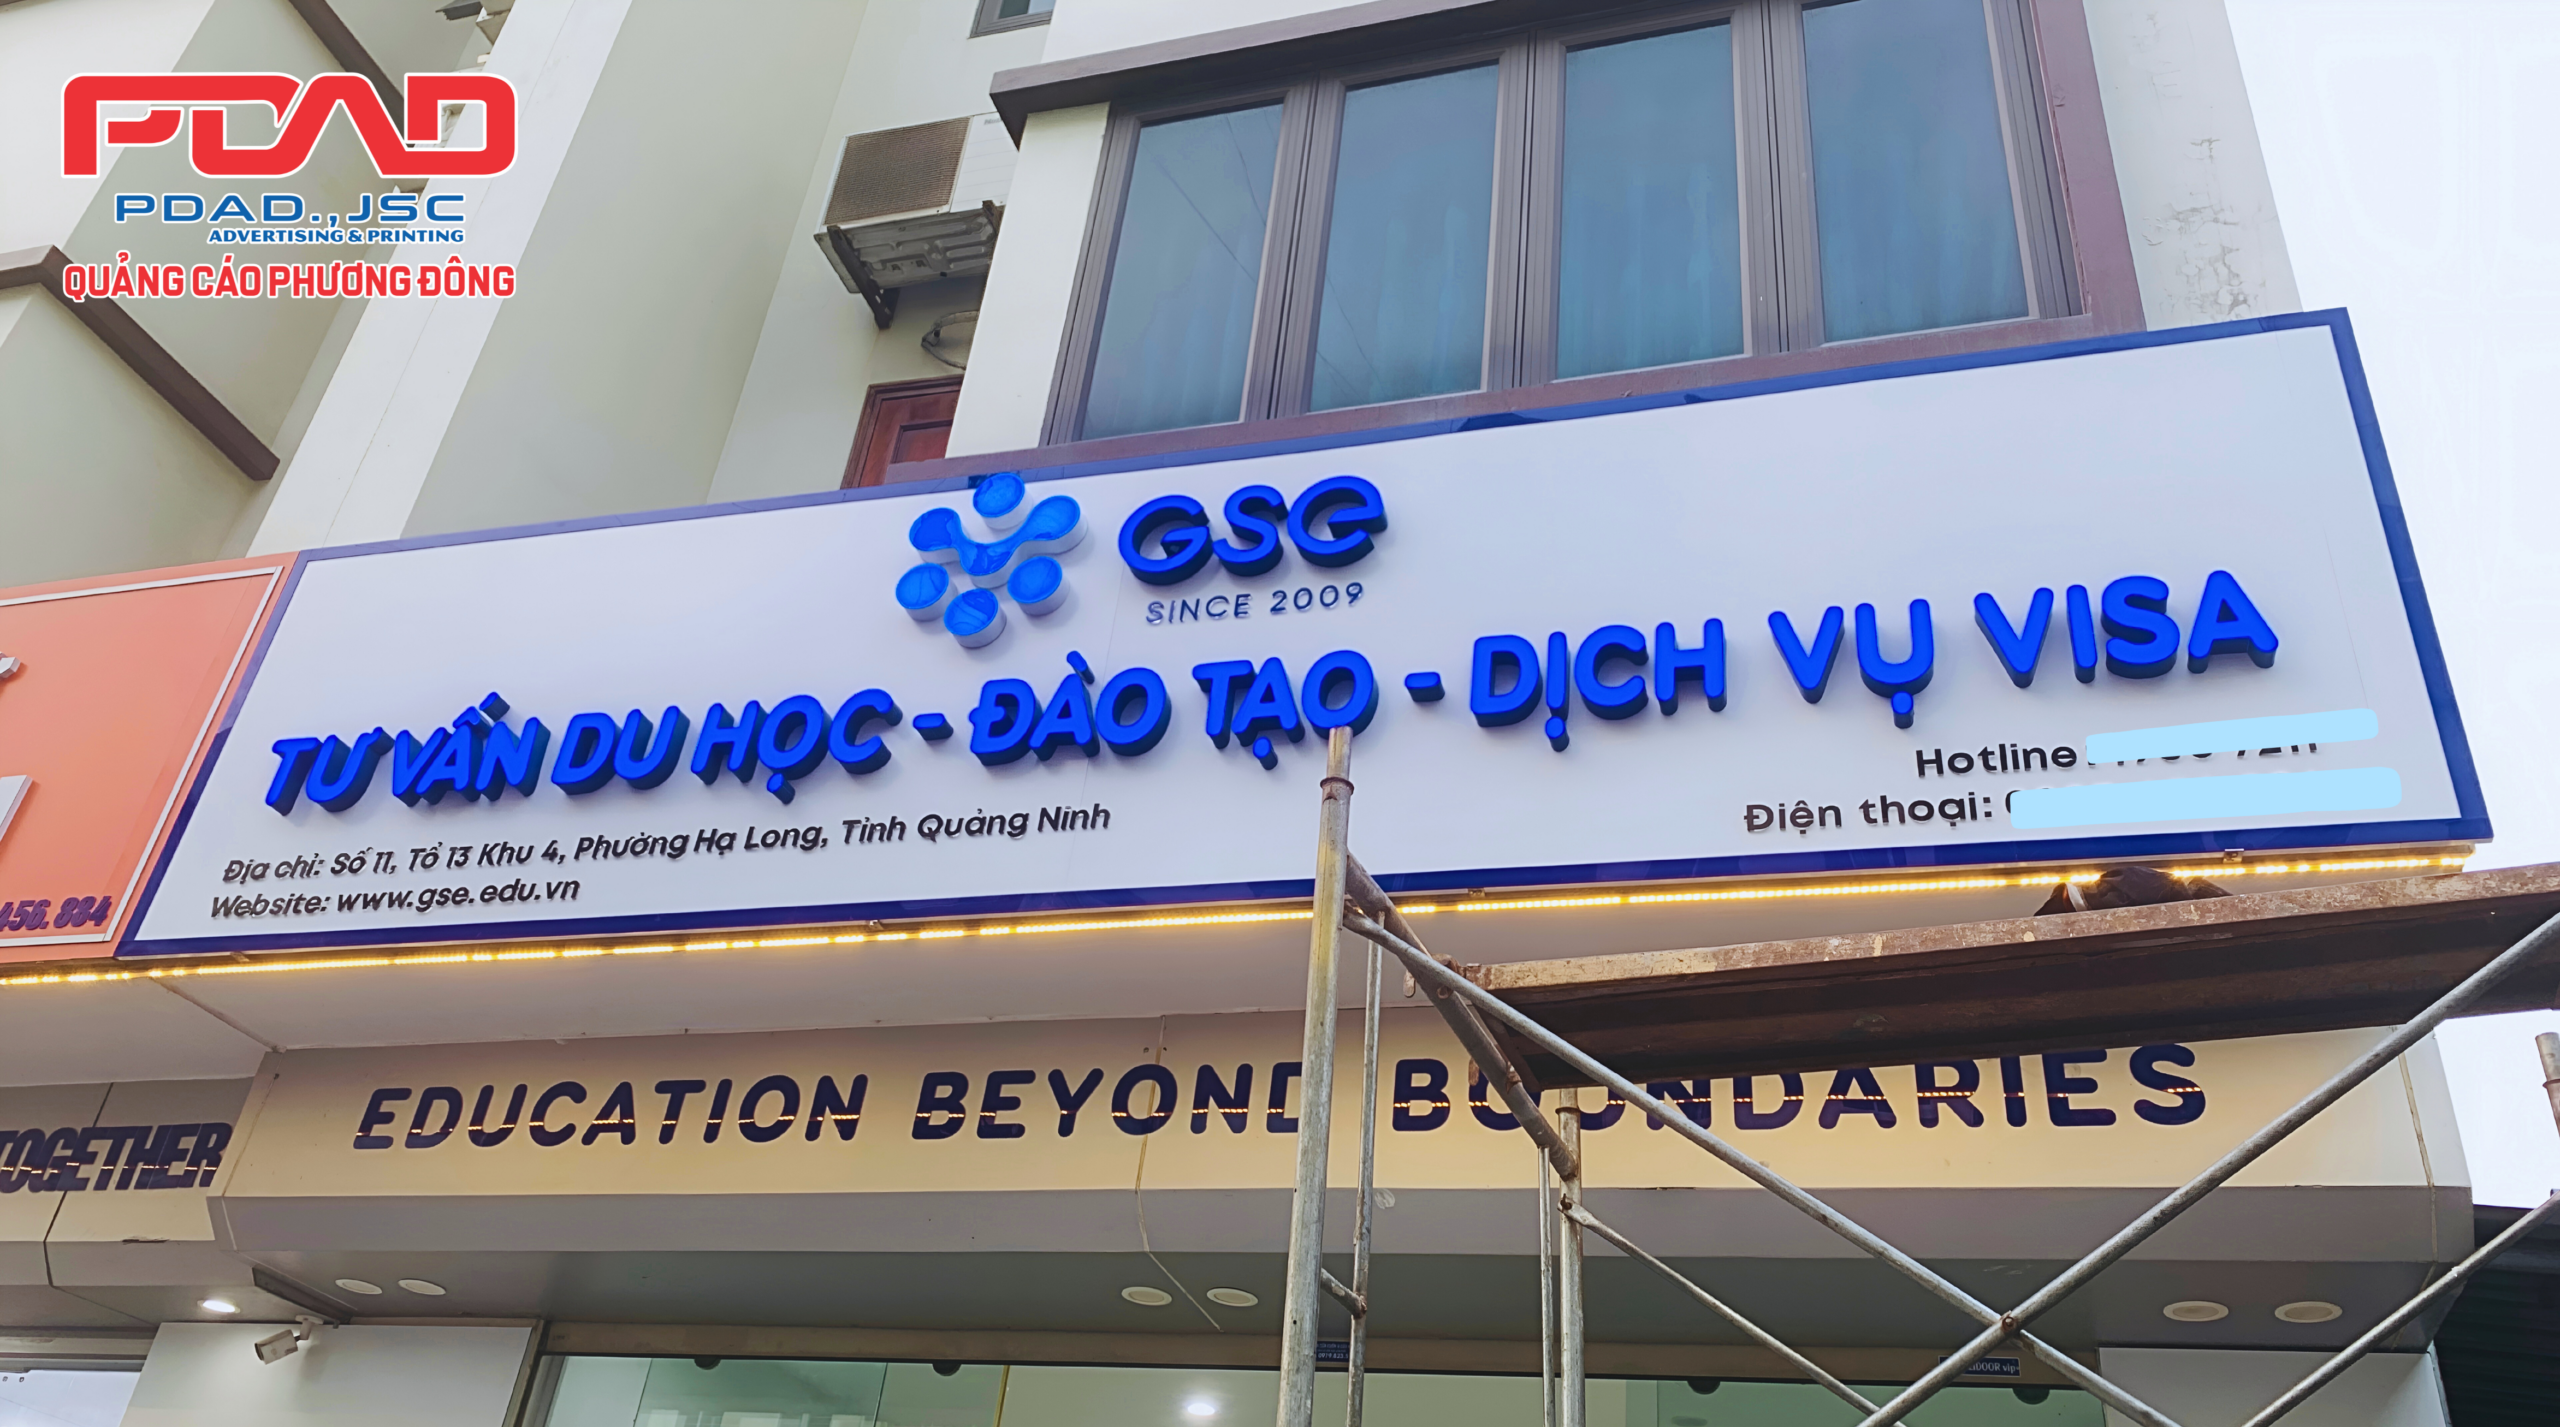 PDAD
PDAD.,JSC
ADVERTISING & PRINTING
QUẢNG CÁO PHƯƠNG ĐÔNG
GSE
SINCE 2009
TƯ VẤN DU HỌC - ĐÀO TẠO - DỊCH VỤ VISA
Hotline
Điện thoại:
Địa chỉ: Số 11, Tổ 13 Khu 4, Phường Hạ Long, Tỉnh Quảng Ninh
Website: www.gse.edu.vn
456.884
EDUCATION BEYOND BOUNDARIES
TOGETHER